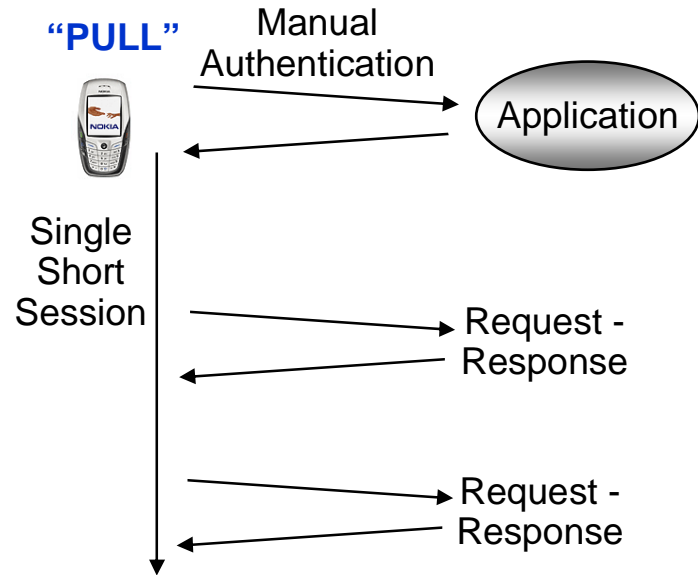 “PULL”
Manual
Authentication
NOKIA
Application
Single
Short
Session
Request -
Response
Request -
Response